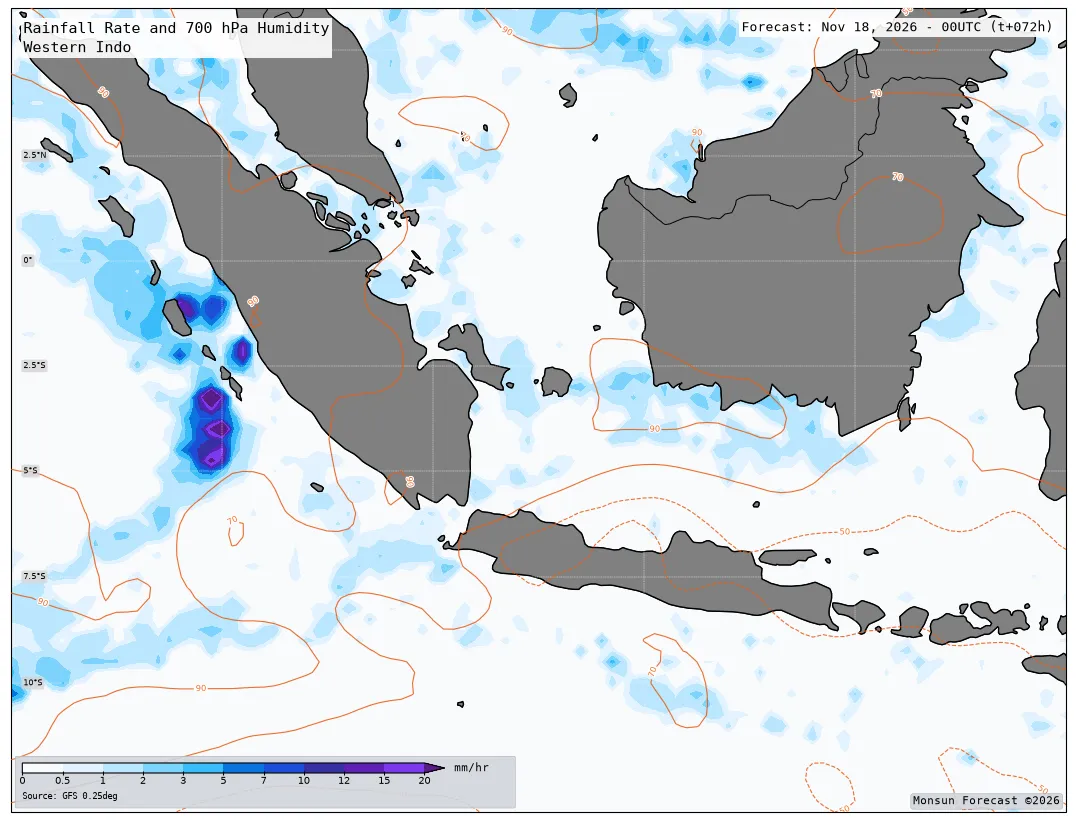 Rainfall Rate and 700 hPa Humidity
Western Indo
Forecast: Nov 18, 2026 - 00UTC (t+072h)
90
70
90
90
2.5°N
70
0°
90
2.5°S
90
5°S
90
70
50
7.5°S
90
70
10°S
90
50
50
mm/hr
0 0.5 1 2 3 5 7 10 12 15 20
Source: GFS 0.25deg
Monsun Forecast ©2026